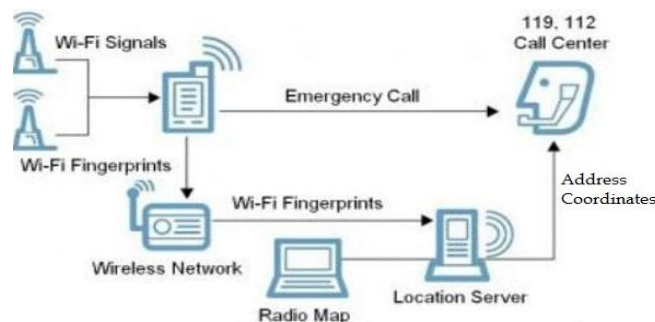 119, 112
Call Center
Wi-Fi Signals
Emergency Call
Wi-Fi Fingerprints
Address
Coordinates
Wi-Fi Fingerprints
Wireless Network
Location Server
Radio Map